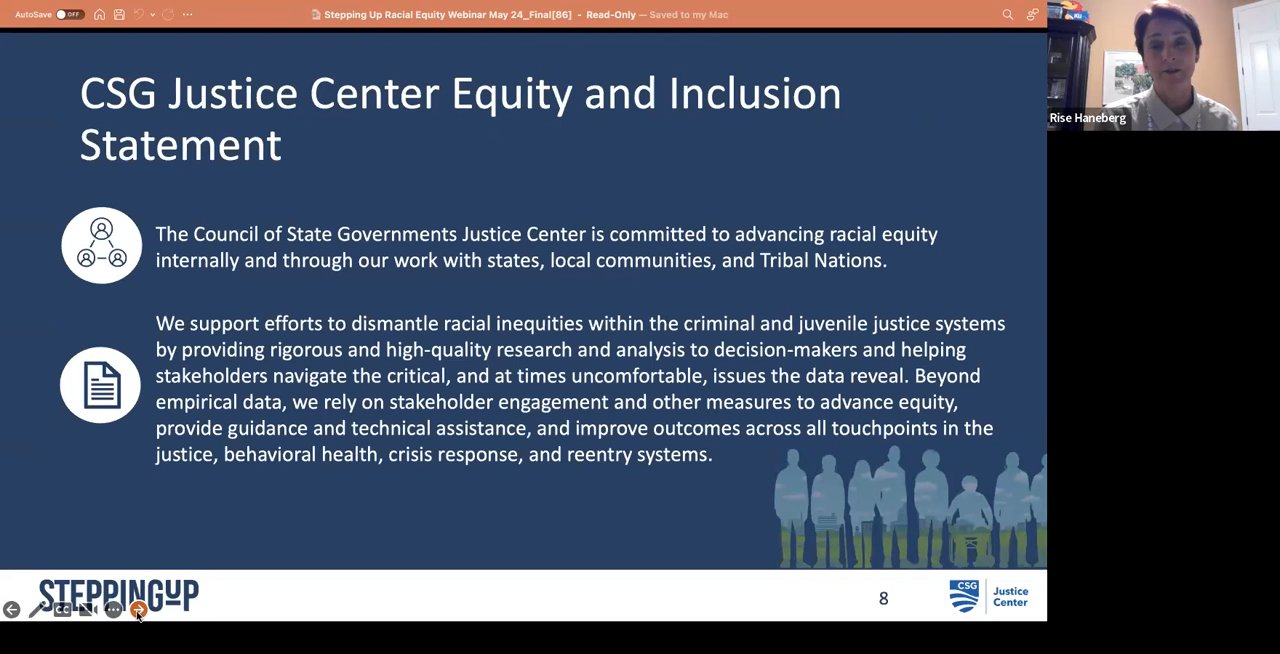 AutoSave OFF
Stepping Up Racial Equity Webinar May 24_Final[86] - Read-Only — Saved to my Mac
Rise Haneberg
CSG Justice Center Equity and Inclusion
Statement
The Council of State Governments Justice Center is committed to advancing racial equity
internally and through our work with states, local communities, and Tribal Nations.
We support efforts to dismantle racial inequities within the criminal and juvenile justice systems
by providing rigorous and high-quality research and analysis to decision-makers and helping
stakeholders navigate the critical, and at times uncomfortable, issues the data reveal. Beyond
empirical data, we rely on stakeholder engagement and other measures to advance equity,
provide guidance and technical assistance, and improve outcomes across all touchpoints in the
justice, behavioral health, crisis response, and reentry systems.
STEPPINGUP
CC
8
CSG
Justice
Center